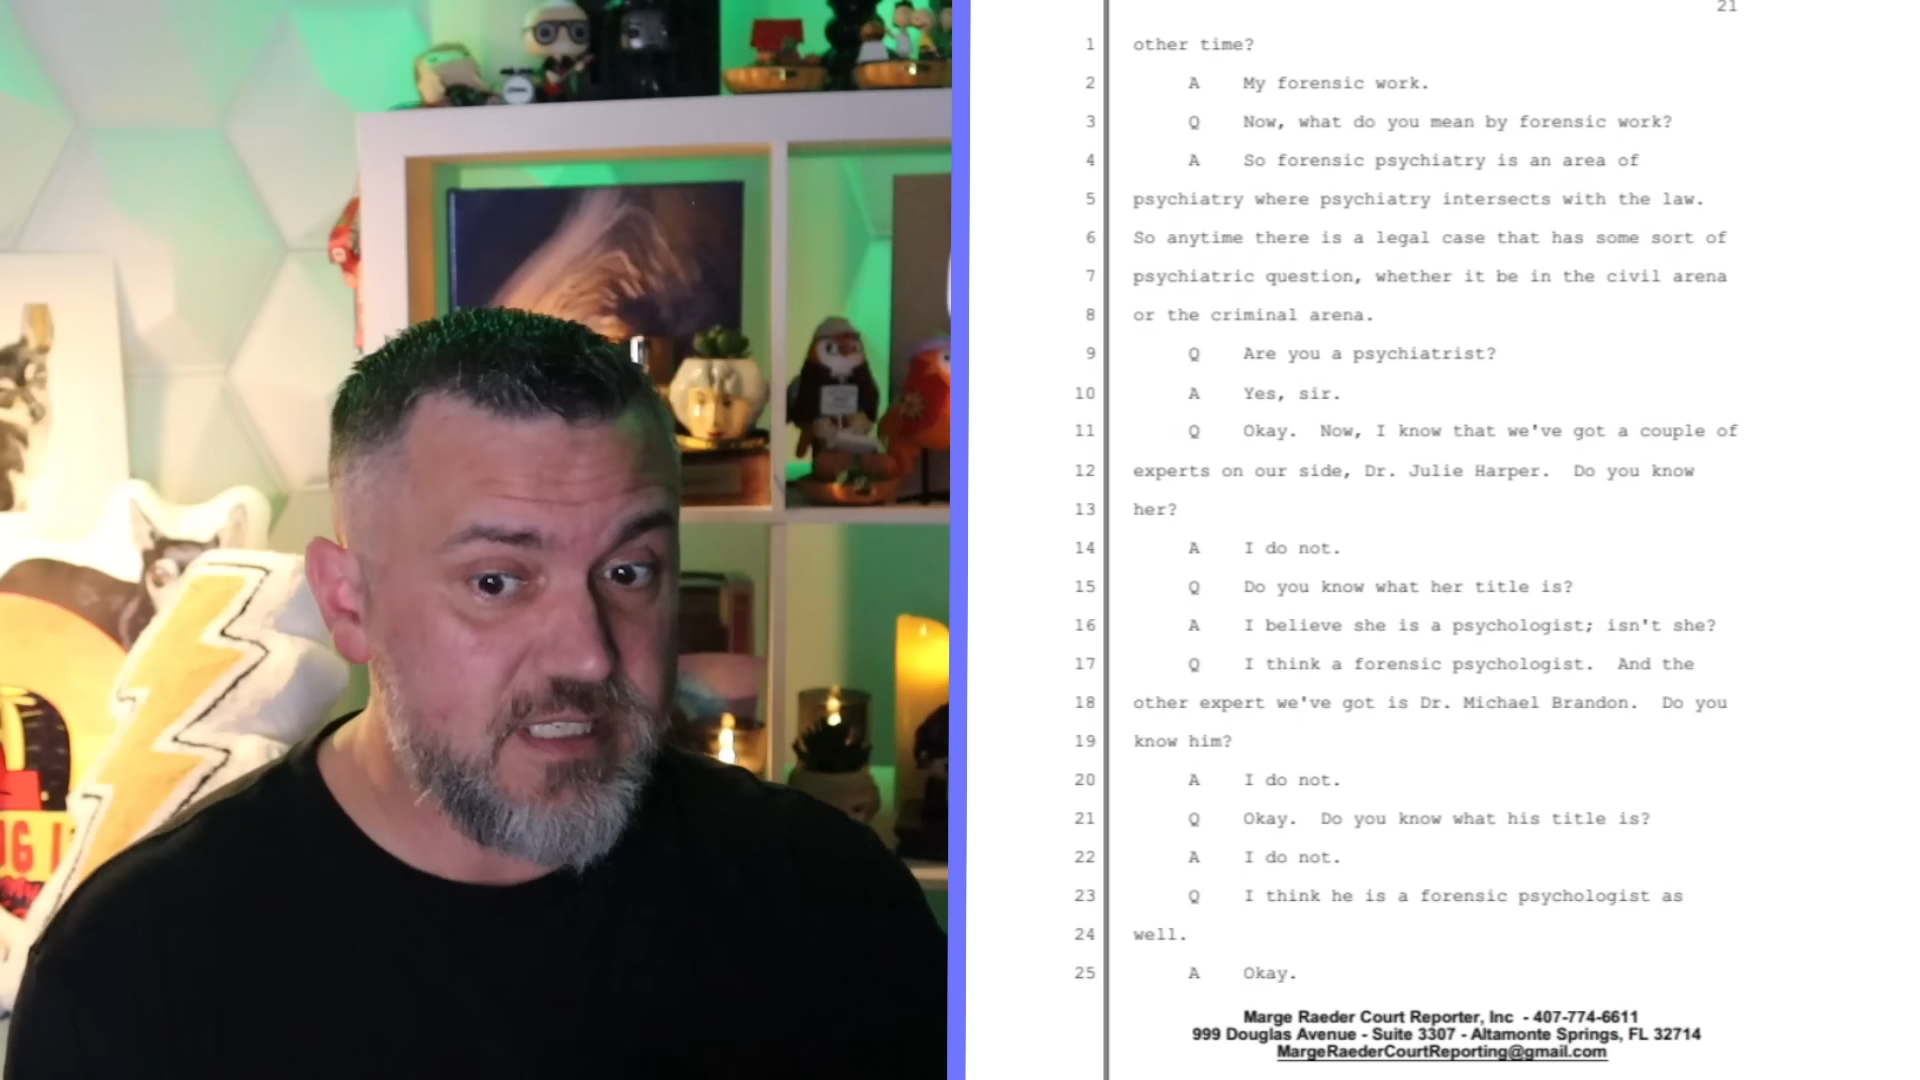 21
1 other time?
2 A My forensic work.
3 Q Now, what do you mean by forensic work?
4 A So forensic psychiatry is an area of
5 psychiatry where psychiatry intersects with the law.
6 So anytime there is a legal case that has some sort of
7 psychiatric question, whether it be in the civil arena
8 or the criminal arena.
9 Q Are you a psychiatrist?
10 A Yes, sir.
11 Q Okay. Now, I know that we've got a couple of
12 experts on our side, Dr. Julie Harper. Do you know
13 her?
14 A I do not.
15 Q Do you know what her title is?
16 A I believe she is a psychologist; isn't she?
17 Q I think a forensic psychologist. And the
18 other expert we've got is Dr. Michael Brandon. Do you
19 know him?
20 A I do not.
21 Q Okay. Do you know what his title is?
22 A I do not.
23 Q I think he is a forensic psychologist as
24 well.
25 A Okay.
Marge Raeder Court Reporter, Inc - 407-774-6611
999 Douglas Avenue - Suite 3307 - Altamonte Springs, FL 32714
MargeRaederCourtReporting@gmail.com